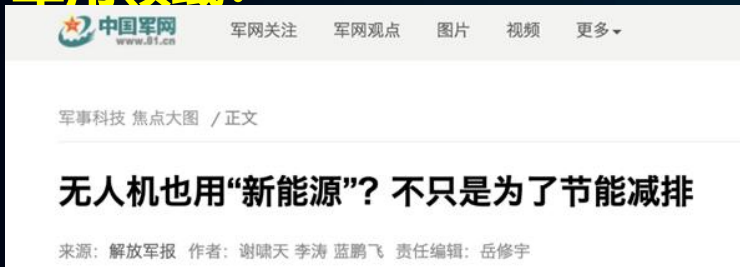 中国军网 军网关注 军网观点 图片 视频 更多
www.81.cn
军事科技 焦点大图 / 正文
无人机也用“新能源”？不只是为了节能减排
来源：解放军报 作者：谢啸天 李涛 蓝鹏飞 责任编辑：岳修宇